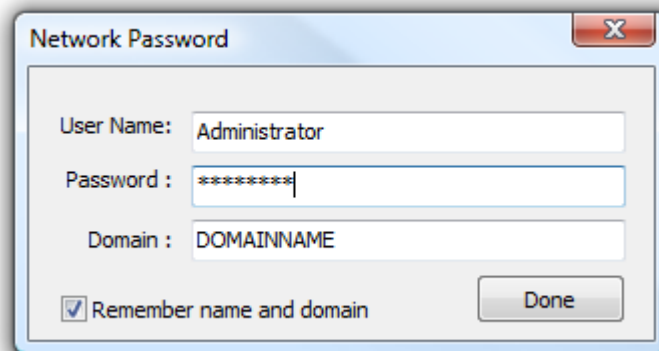 Network Password
User Name: Administrator
Password : ********
Domain : DOMAINNAME
Remember name and domain
Done